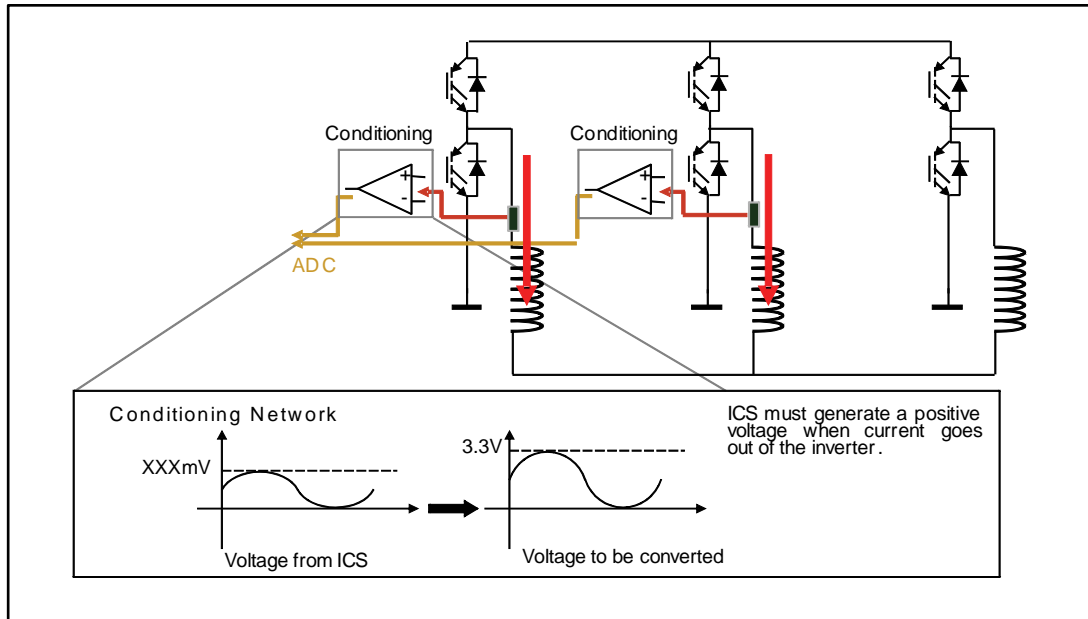 Conditioning
Conditioning
+
-
+
-
ADC
Conditioning Network
ICS must generate a positive
voltage when current goes
out of the inverter.
XXXmV
3.3V
Voltage from ICS
Voltage to be converted